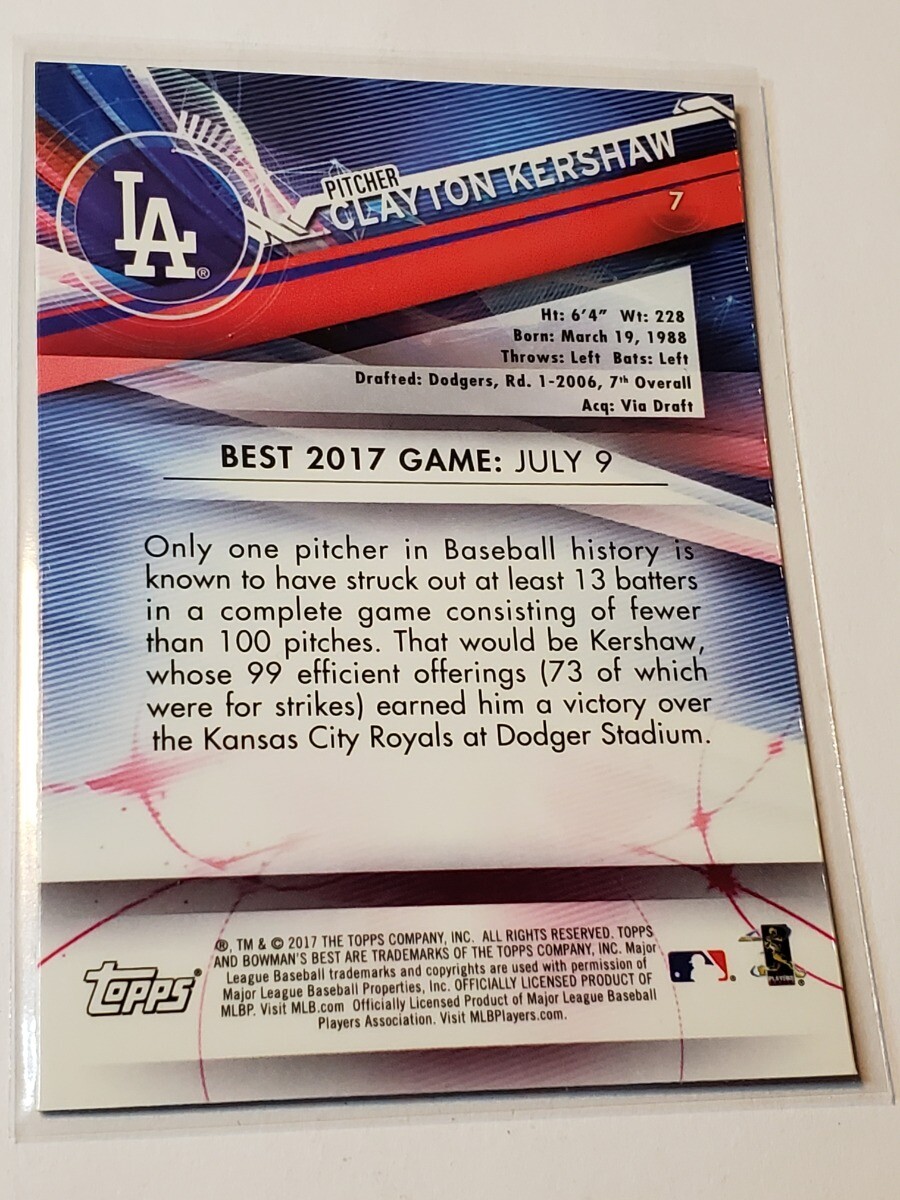 LA®
PITCHER
CLAYTON KERSHAW
7
Ht: 6'4" Wt: 228
Born: March 19, 1988
Throws: Left Bats: Left
Drafted: Dodgers, Rd. 1-2006, 7th Overall
Acq: Via Draft
BEST 2017 GAME: JULY 9
Only one pitcher in Baseball history is
known to have struck out at least 13 batters
in a complete game consisting of fewer
than 100 pitches. That would be Kershaw,
whose 99 efficient offerings (73 of which
were for strikes) earned him a victory over
the Kansas City Royals at Dodger Stadium.
®, TM & © 2017 THE TOPPS COMPANY, INC. ALL RIGHTS RESERVED. TOPPS
AND BOWMAN'S BEST ARE TRADEMARKS OF THE TOPPS COMPANY, INC. Major
League Baseball trademarks and copyrights are used with permission of
Major League Baseball Properties, Inc. OFFICIALLY LICENSED PRODUCT OF
MLBP. Visit MLB.com Officially Licensed Product of Major League Baseball
Players Association. Visit MLBPlayers.com.
Topps®
PLAYERS